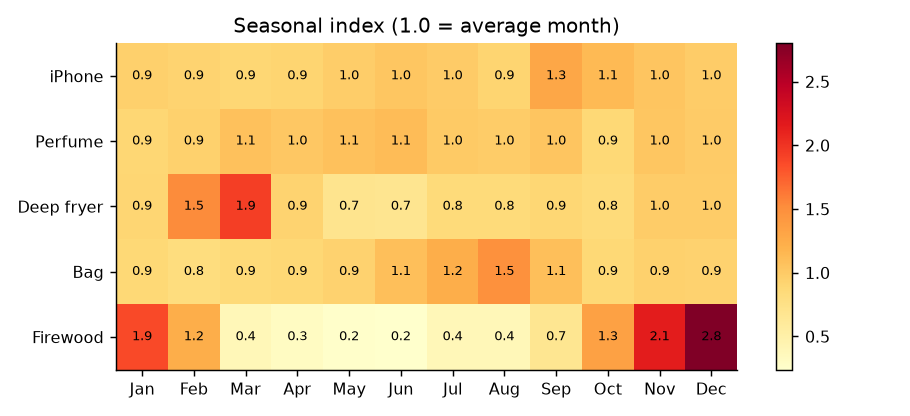 Seasonal index (1.0 = average month)
iPhone 0.9 0.9 0.9 0.9 1.0 1.0 1.0 0.9 1.3 1.1 1.0 1.0
Perfume 0.9 0.9 1.1 1.0 1.1 1.1 1.0 1.0 1.0 0.9 1.0 1.0
Deep fryer 0.9 1.5 1.9 0.9 0.7 0.7 0.8 0.8 0.9 0.8 1.0 1.0
Bag 0.9 0.8 0.9 0.9 0.9 1.1 1.2 1.5 1.1 0.9 0.9 0.9
Firewood 1.9 1.2 0.4 0.3 0.2 0.2 0.4 0.4 0.7 1.3 2.1 2.8
Jan Feb Mar Apr May Jun Jul Aug Sep Oct Nov Dec
2.5
2.0
1.5
1.0
0.5